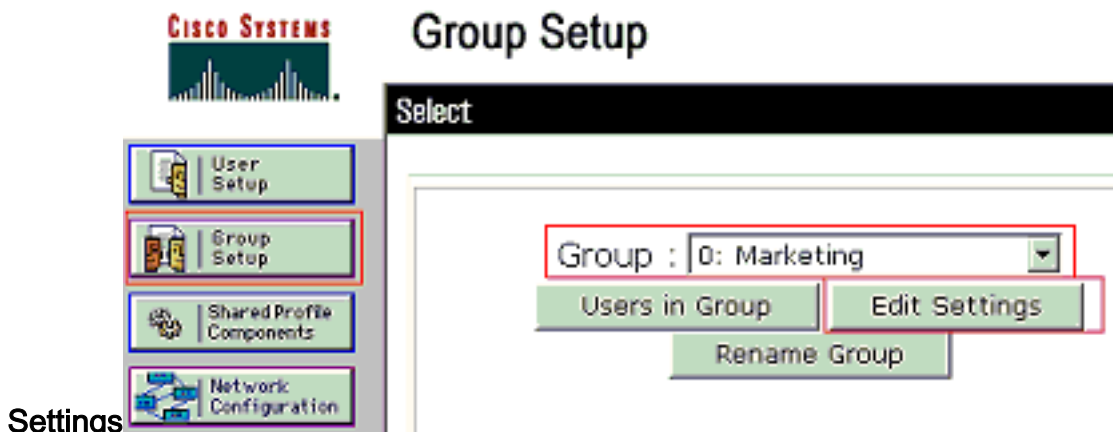 CISCO SYSTEMS
Group Setup
Select
User
Setup
Group
Setup
Shared Profile
Components
Network
Configuration
Group : 0: Marketing
Users in Group
Edit Settings
Rename Group
Settings